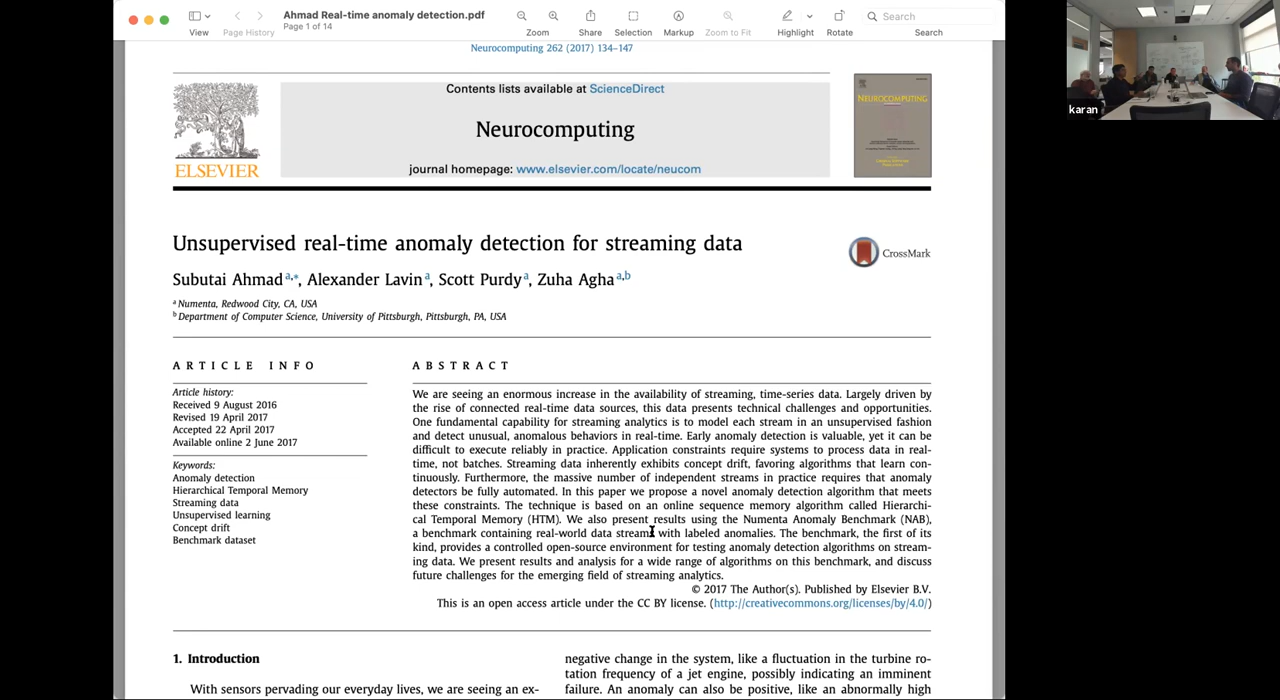 Ahmad Real-time anomaly detection.pdf
Page 1 of 14
View
Page History
Zoom
Share
Selection
Markup
Zoom to Fit
Highlight
Rotate
Search
Search
karan
Neurocomputing 262 (2017) 134–147
Contents lists available at ScienceDirect
Neurocomputing
journal homepage: www.elsevier.com/locate/neucom
ELSEVIER
NEUROCOMPUTING
Unsupervised real-time anomaly detection for streaming data
CrossMark
Subutai Ahmad a,*, Alexander Lavin a, Scott Purdy a, Zuha Agha a,b
a Numenta, Redwood City, CA, USA
b Department of Computer Science, University of Pittsburgh, Pittsburgh, PA, USA
ARTICLE INFO
Article history:
Received 9 August 2016
Revised 19 April 2017
Accepted 22 April 2017
Available online 2 June 2017
Keywords:
Anomaly detection
Hierarchical Temporal Memory
Streaming data
Unsupervised learning
Concept drift
Benchmark dataset
ABSTRACT
We are seeing an enormous increase in the availability of streaming, time-series data. Largely driven by
the rise of connected real-time data sources, this data presents technical challenges and opportunities.
One fundamental capability for streaming analytics is to model each stream in an unsupervised fashion
and detect unusual, anomalous behaviors in real-time. Early anomaly detection is valuable, yet it can be
difficult to execute reliably in practice. Application constraints require systems to process data in real-
time, not batches. Streaming data inherently exhibits concept drift, favoring algorithms that learn con-
tinuously. Furthermore, the massive number of independent streams in practice requires that anomaly
detectors be fully automated. In this paper we propose a novel anomaly detection algorithm that meets
these constraints. The technique is based on an online sequence memory algorithm called Hierarchi-
cal Temporal Memory (HTM). We also present results using the Numenta Anomaly Benchmark (NAB),
a benchmark containing real-world data streams with labeled anomalies. The benchmark, the first of its
kind, provides a controlled open-source environment for testing anomaly detection algorithms on stream-
ing data. We present results and analysis for a wide range of algorithms on this benchmark, and discuss
future challenges for the emerging field of streaming analytics.
© 2017 The Author(s). Published by Elsevier B.V.
This is an open access article under the CC BY license. (http://creativecommons.org/licenses/by/4.0/)
1. Introduction
With sensors pervading our everyday lives, we are seeing an ex-
negative change in the system, like a fluctuation in the turbine ro-
tation frequency of a jet engine, possibly indicating an imminent
failure. An anomaly can also be positive, like an abnormally high